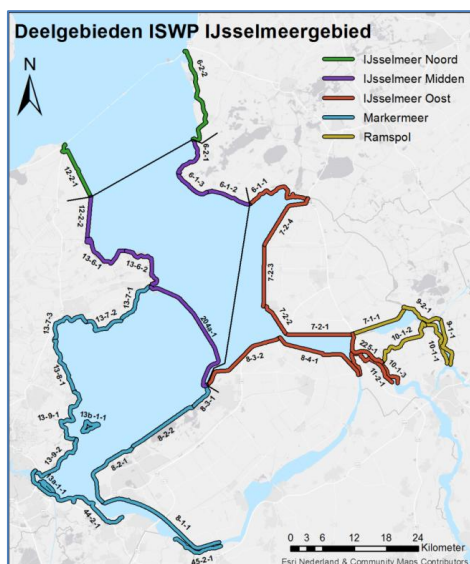 Deelgebieden ISWP IJsselmeergebied
N
IJsselmeer Noord
IJsselmeer Midden
IJsselmeer Oost
Markermeer
Ramspol
6-2-2
6-2-1
12-2-1
6-1-3
6-1-2
6-1-1
12-2-2
7-2-4
13-6-1
13-6-2
7-2-3
13-7-1
13-7-2
13-7-3
204a-1
7-2-2
7-2-1
7-1-1
9-2-1
10-1-2
9-1-1
10-1-1
225-1
10-1-3
11-2-1
8-3-2
8-4-1
13-8-1
8-3-1
13-9-1
13b-1-1
8-2-2
13-9-2
8-2-1
13a-1-1
44-2-1
8-1-1
45-2-1
0 3 6 12 18 24
Kilometer
Esri Nederland & Community Maps Contributors